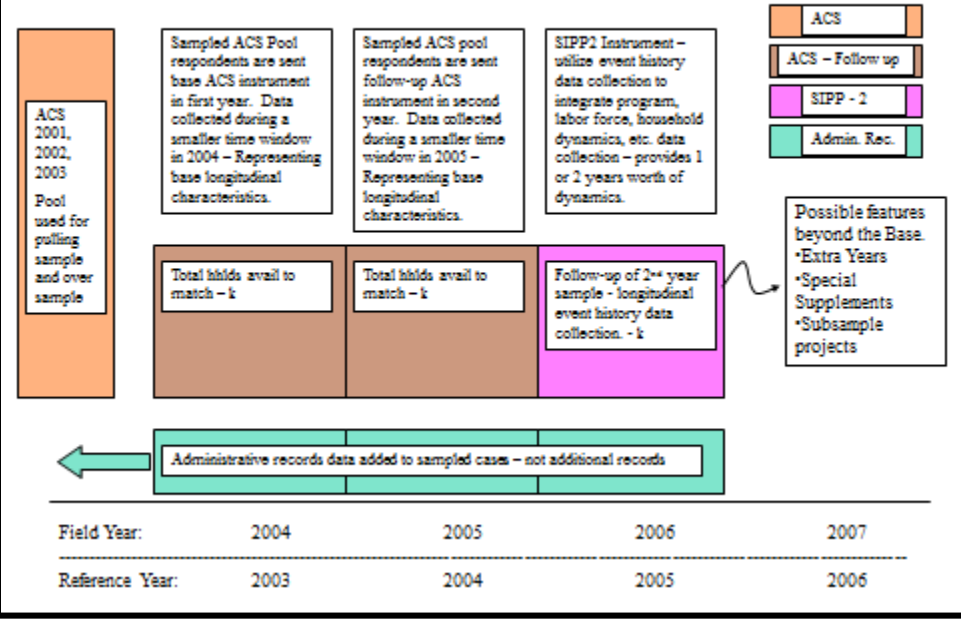 ACS
ACS – Follow up
SIPP - 2
Admin. Rec.
ACS
2001,
2002,
2003
Pool
used for
pulling
sample
and over
sample
Sampled ACS Pool
respondents are sent
base ACS instrument
in first year. Data
collected during a
smaller time window
in 2004 – Representing
base longitudinal
characteristics.
Sampled ACS pool
respondents are sent
follow-up ACS
instrument in second
year. Data collected
during a smaller time
window in 2005 –
Representing base
longitudinal
characteristics.
SIPP2 Instrument –
utilize event history
data collection to
integrate program,
labor force, household
dynamics, etc. data
collection – provides 1
or 2 years worth of
dynamics.
Total hhlds avail to
match – k
Total hhlds avail to
match – k
Follow-up of 2nd year
sample - longitudinal
event history data
collection. - k
Possible features
beyond the Base.
•Extra Years
•Special
Supplements
•Subsample
projects
Administrative records data added to sampled cases – not additional records
Field Year: 2004 2005 2006 2007
Reference Year: 2003 2004 2005 2006